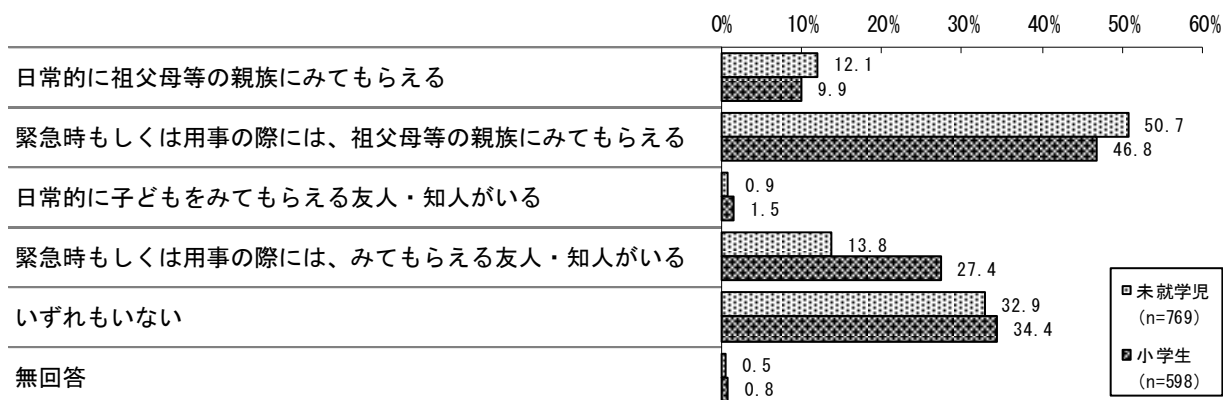 0% 10% 20% 30% 40% 50% 60%
日常的に祖父母等の親族にみてもらえる
12.1
9.9
緊急時もしくは用事の際には、祖父母等の親族にみてもらえる
50.7
46.8
日常的に子どもをみてもらえる友人・知人がいる
0.9
1.5
緊急時もしくは用事の際には、みてもらえる友人・知人がいる
13.8
27.4
いずれもいない
32.9
34.4
無回答
0.5
0.8
未就学児
(n=769)
小学生
(n=598)